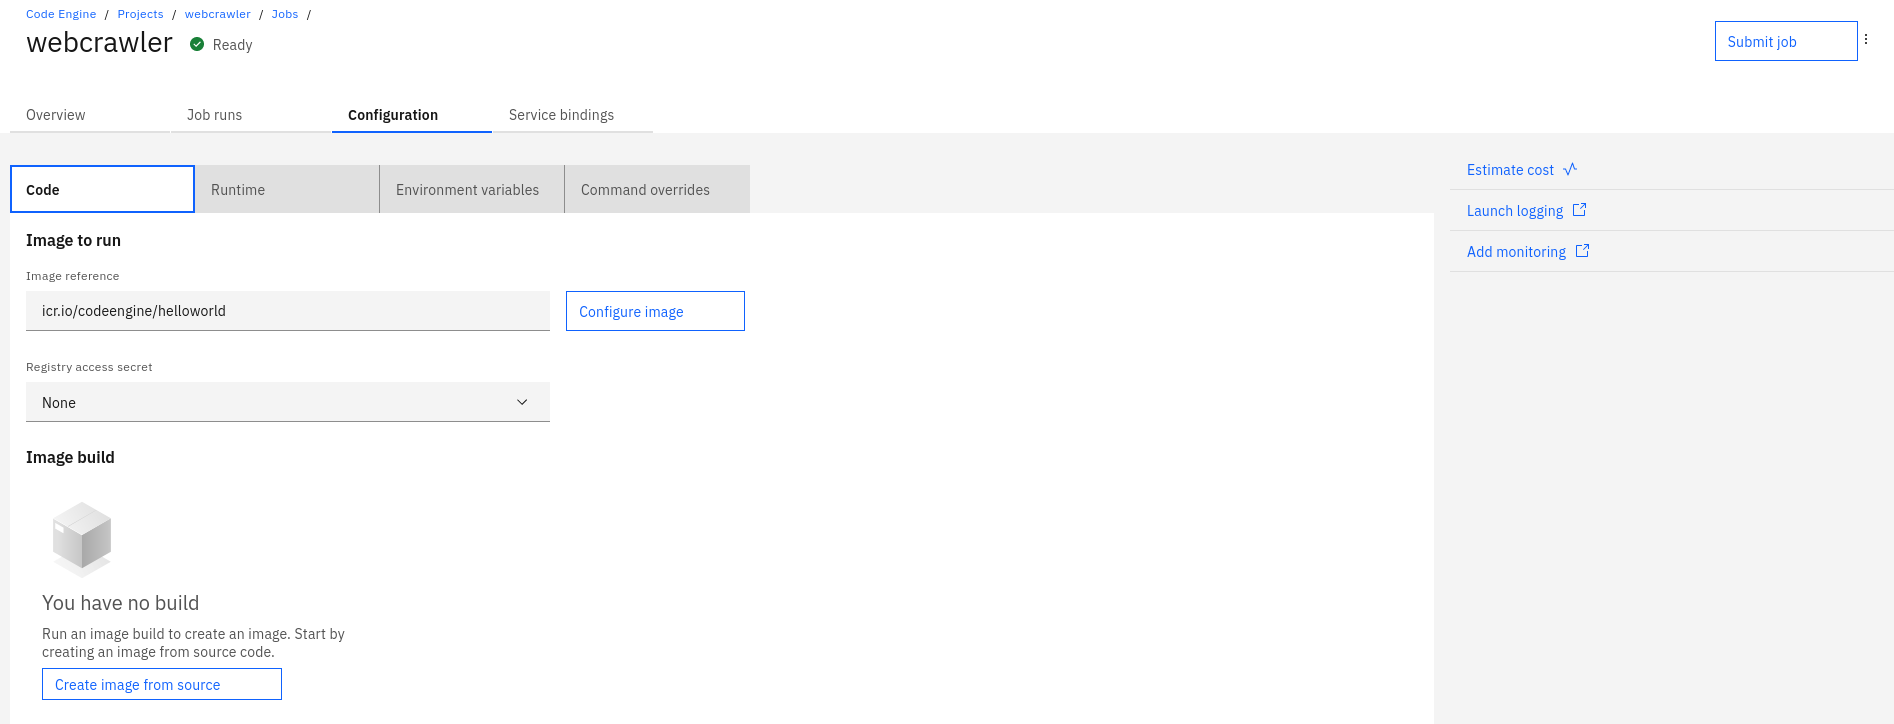 Code Engine / Projects / webcrawler / Jobs /
webcrawler Ready
Submit job
Overview Job runs Configuration Service bindings
Code Runtime Environment variables Command overrides
Estimate cost
Launch logging
Add monitoring
Image to run
Image reference
icr.io/codeengine/helloworld Configure image
Registry access secret
None
Image build
You have no build
Run an image build to create an image. Start by
creating an image from source code.
Create image from source